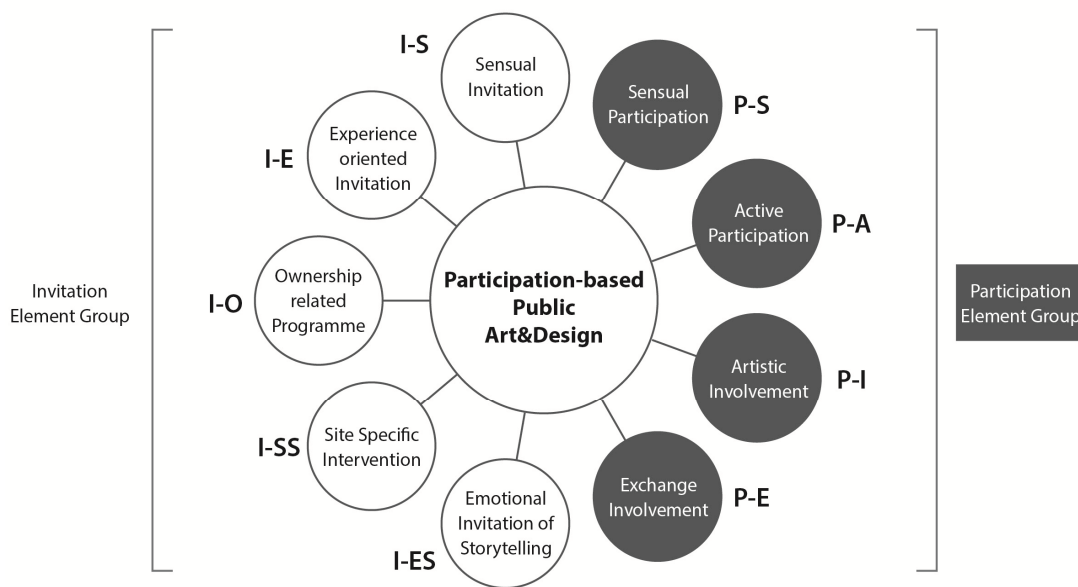 I-S
Sensual
Invitation
Sensual
Participation
P-S
I-E
Experience
oriented
Invitation
Active
Participation
P-A
Invitation
Element Group
I-O
Ownership
related
Programme
Participation-based
Public
Art&Design
Participation
Element Group
Artistic
Involvement
P-I
I-SS
Site Specific
Intervention
Exchange
Involvement
P-E
I-ES
Emotional
Invitation of
Storytelling